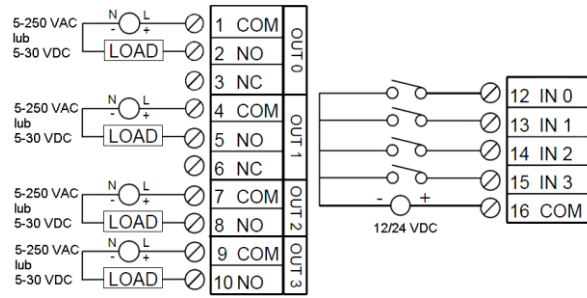 5-250 VAC
lub
5-30 VDC
N L
- +
LOAD
1 COM
2 NO
3 NC
OUT 0
5-250 VAC
lub
5-30 VDC
N L
- +
LOAD
4 COM
5 NO
6 NC
OUT 1
5-250 VAC
lub
5-30 VDC
N L
- +
LOAD
7 COM
8 NO
OUT 2
5-250 VAC
lub
5-30 VDC
N L
- +
LOAD
9 COM
10 NO
OUT 3
12 IN 0
13 IN 1
14 IN 2
15 IN 3
16 COM
- +
12/24 VDC